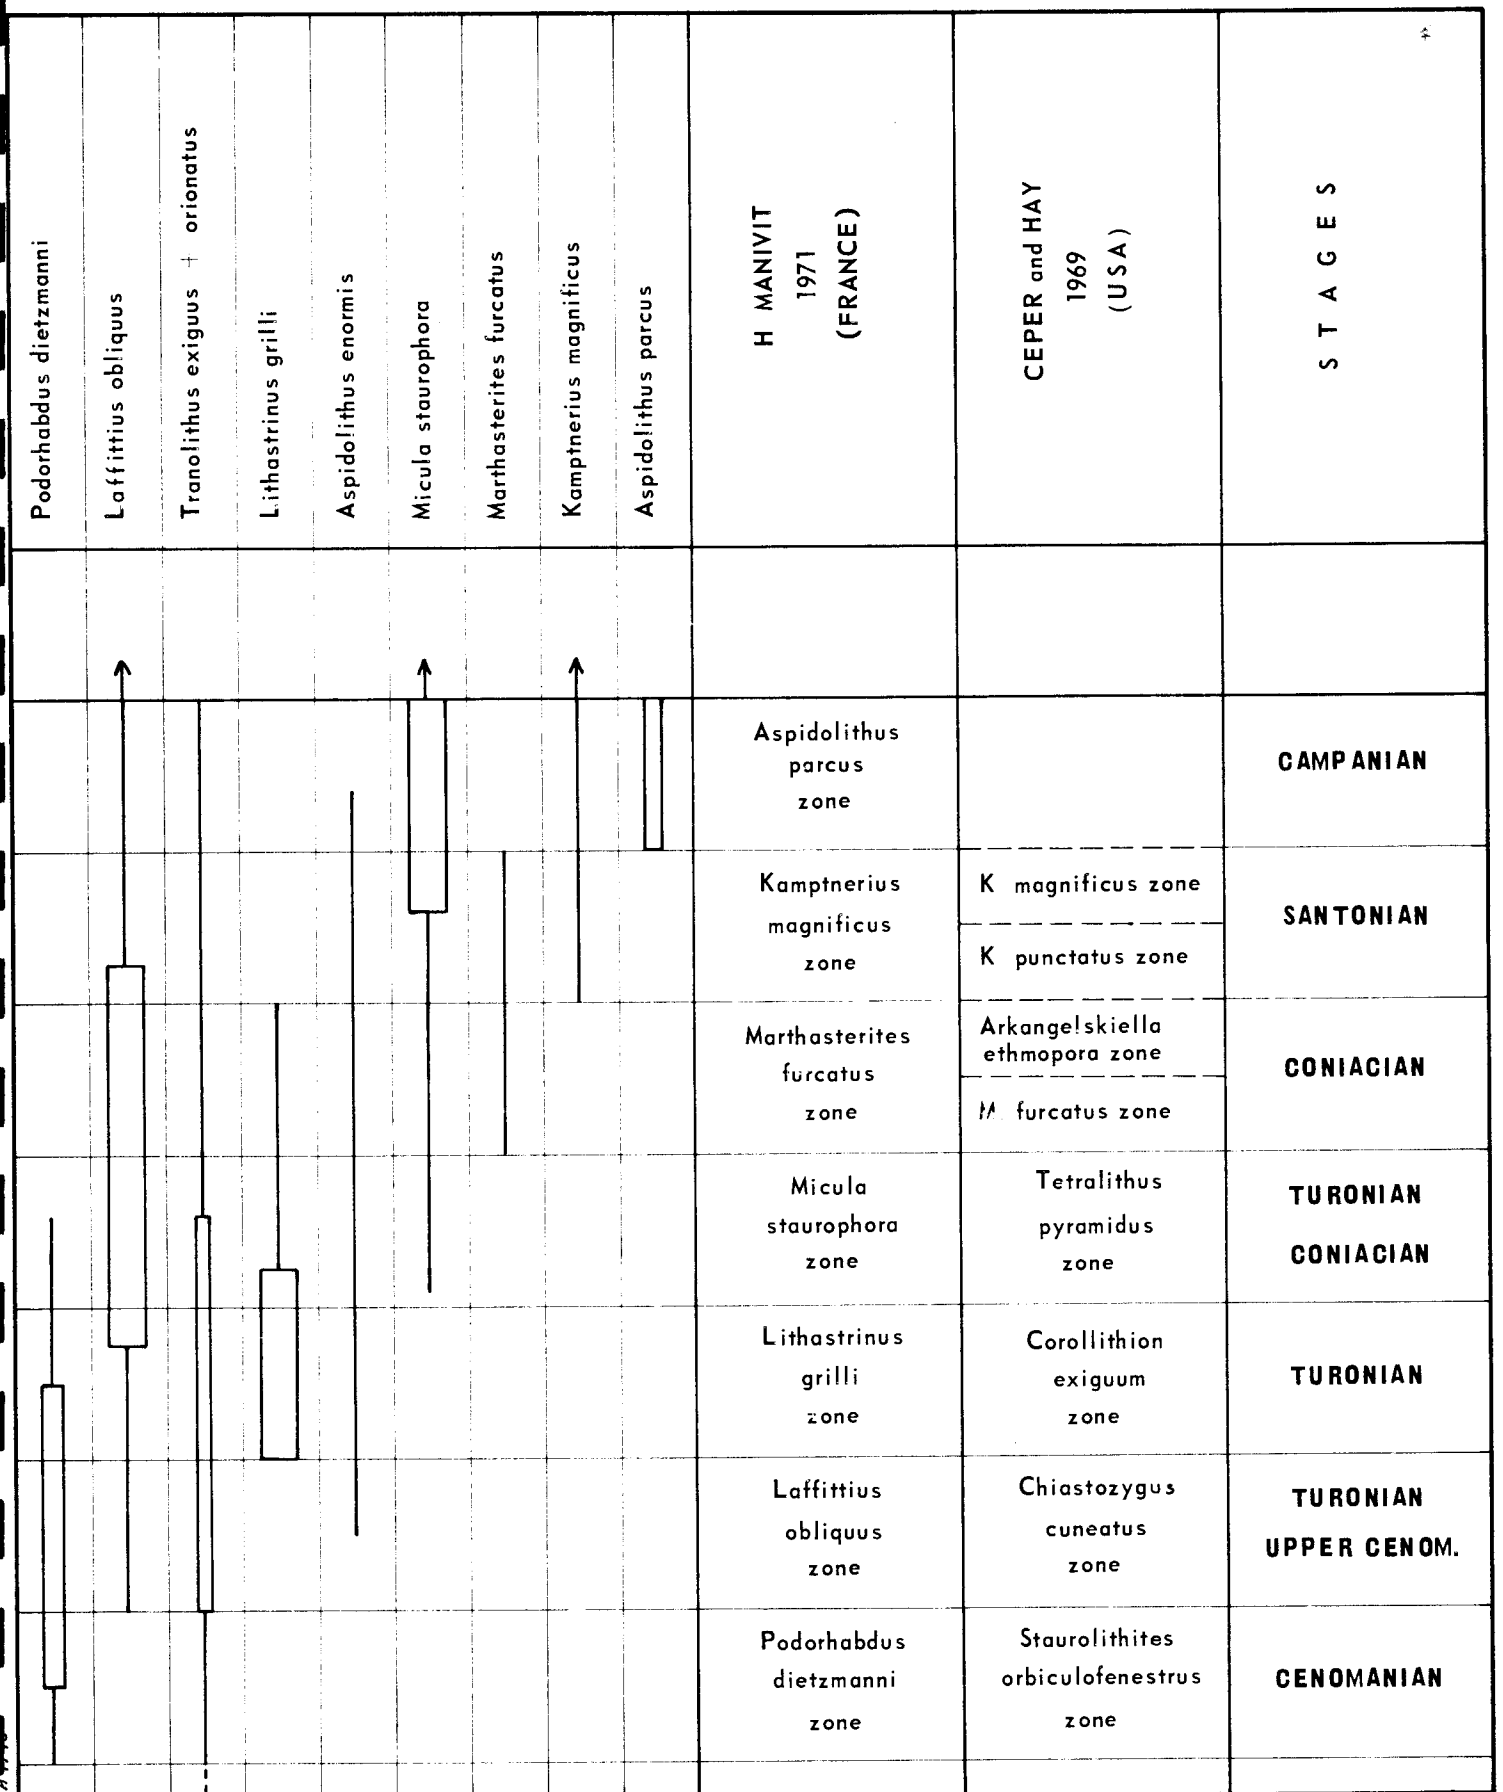 Podorhabdus dietzmanni
Laffittius obliquus
Tranolithus exiguus + orionatus
Lithastrinus grilli
Aspidolithus enormis
Micula staurophora
Marthasterites furcatus
Kamptnerius magnificus
Aspidolithus parcus
H MANIVIT
1971
(FRANCE)
CEPER and HAY
1969
(USA)
STAGES
Aspidolithus
parcus
zone
CAMPANIAN
Kamptnerius
magnificus
zone
K magnificus zone
K punctatus zone
SANTONIAN
Marthasterites
furcatus
zone
Arkangelskiella
ethmopora zone
M furcatus zone
CONIACIAN
Micula
staurophora
zone
Tetralithus
pyramidus
zone
TURONIAN
CONIACIAN
Lithastrinus
grilli
zone
Corollithion
exiguum
zone
TURONIAN
Laffittius
obliquus
zone
Chiastozygus
cuneatus
zone
TURONIAN
UPPER CENOM.
Podorhabdus
dietzmanni
zone
Staurolithites
orbiculofenestrus
zone
CENOMANIAN